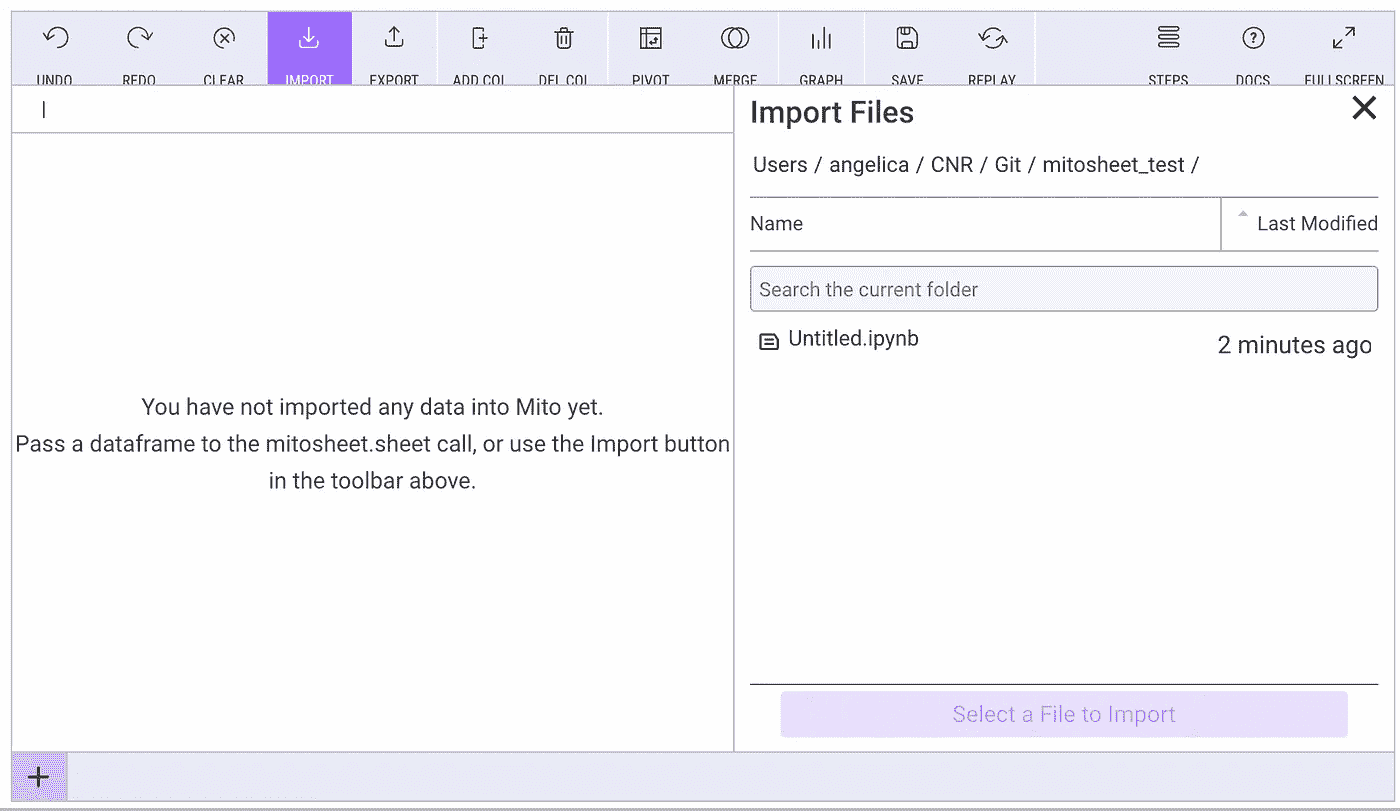 UNDO REDO CLEAR IMPORT EXPORT ADD COL DEL COL PIVOT MERGE GRAPH SAVE REPLAY STEPS DOCS FULLSCREEN
Import Files
Users / angelica / CNR / Git / mitosheet_test /
Name Last Modified
Search the current folder
Untitled.ipynb 2 minutes ago
You have not imported any data into Mito yet.
Pass a dataframe to the mitosheet.sheet call, or use the Import button
in the toolbar above.
Select a File to Import